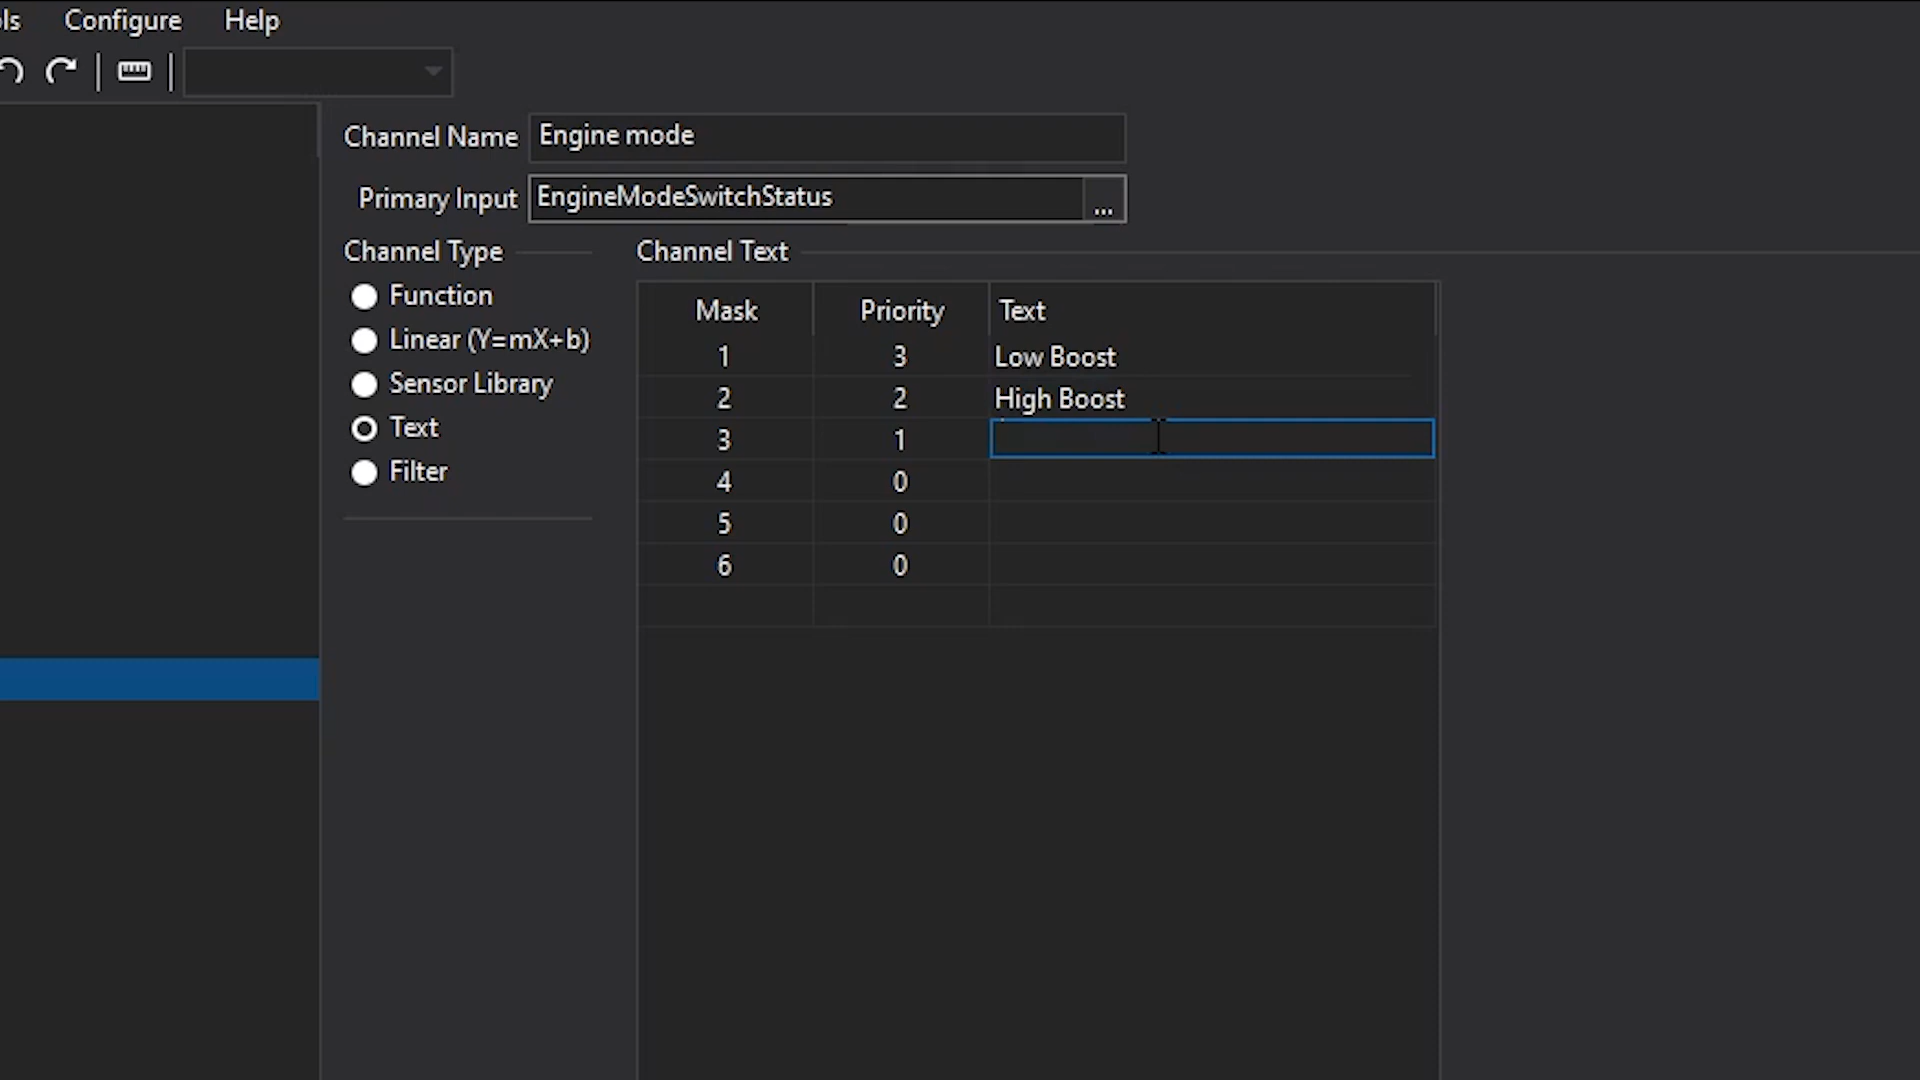 ls Configure Help
Channel Name Engine mode
Primary Input EngineModeSwitchStatus ...
Channel Type
Function
Linear (Y=mX+b)
Sensor Library
Text
Filter
Channel Text
Mask Priority Text
1 3 Low Boost
2 2 High Boost
3 1
4 0
5 0
6 0